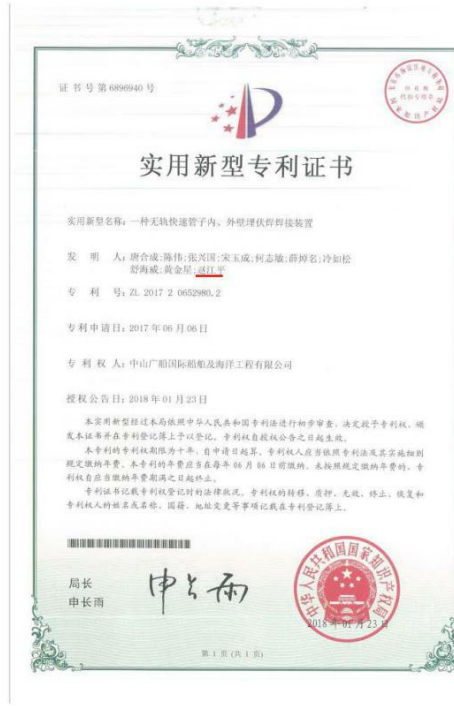 证书号第6896940号
实用新型专利证书
实用新型名称：一种无轨快速管子内、外壁埋伏焊焊接装置
发明人：唐合成;陈伟;张兴国;宋玉成;何志敏;薛焯名;冷如松
舒海威;黄金星;赵江平
专利号：ZL 2017 2 0652980.2
专利申请日：2017年06月06日
专利权人：中山广船国际船舶及海洋工程有限公司
授权公告日：2018年01月23日
本实用新型经过本局依照中华人民共和国专利法进行初步审查，决定授予专利权，颁
发本证书并在专利登记簿上予以登记。专利权自授权公告之日起生效。
本专利的专利权期限为十年，自申请日起算。专利权人应当依照专利法及其实施细则
规定缴纳年费。本专利的年费应当在每年06月06日前缴纳。未按照规定缴纳年费的，专
利权自应当缴纳年费期满之日起终止。
专利证书记载专利权登记时的法律状况。专利权的转移、质押、无效、终止、恢复和
专利权人的姓名或名称、国籍、地址变更等事项记载在专利登记簿上。
局长
申长雨
申长雨
中华人民共和国国家知识产权局
2018年01月23日
第1页(共1页)